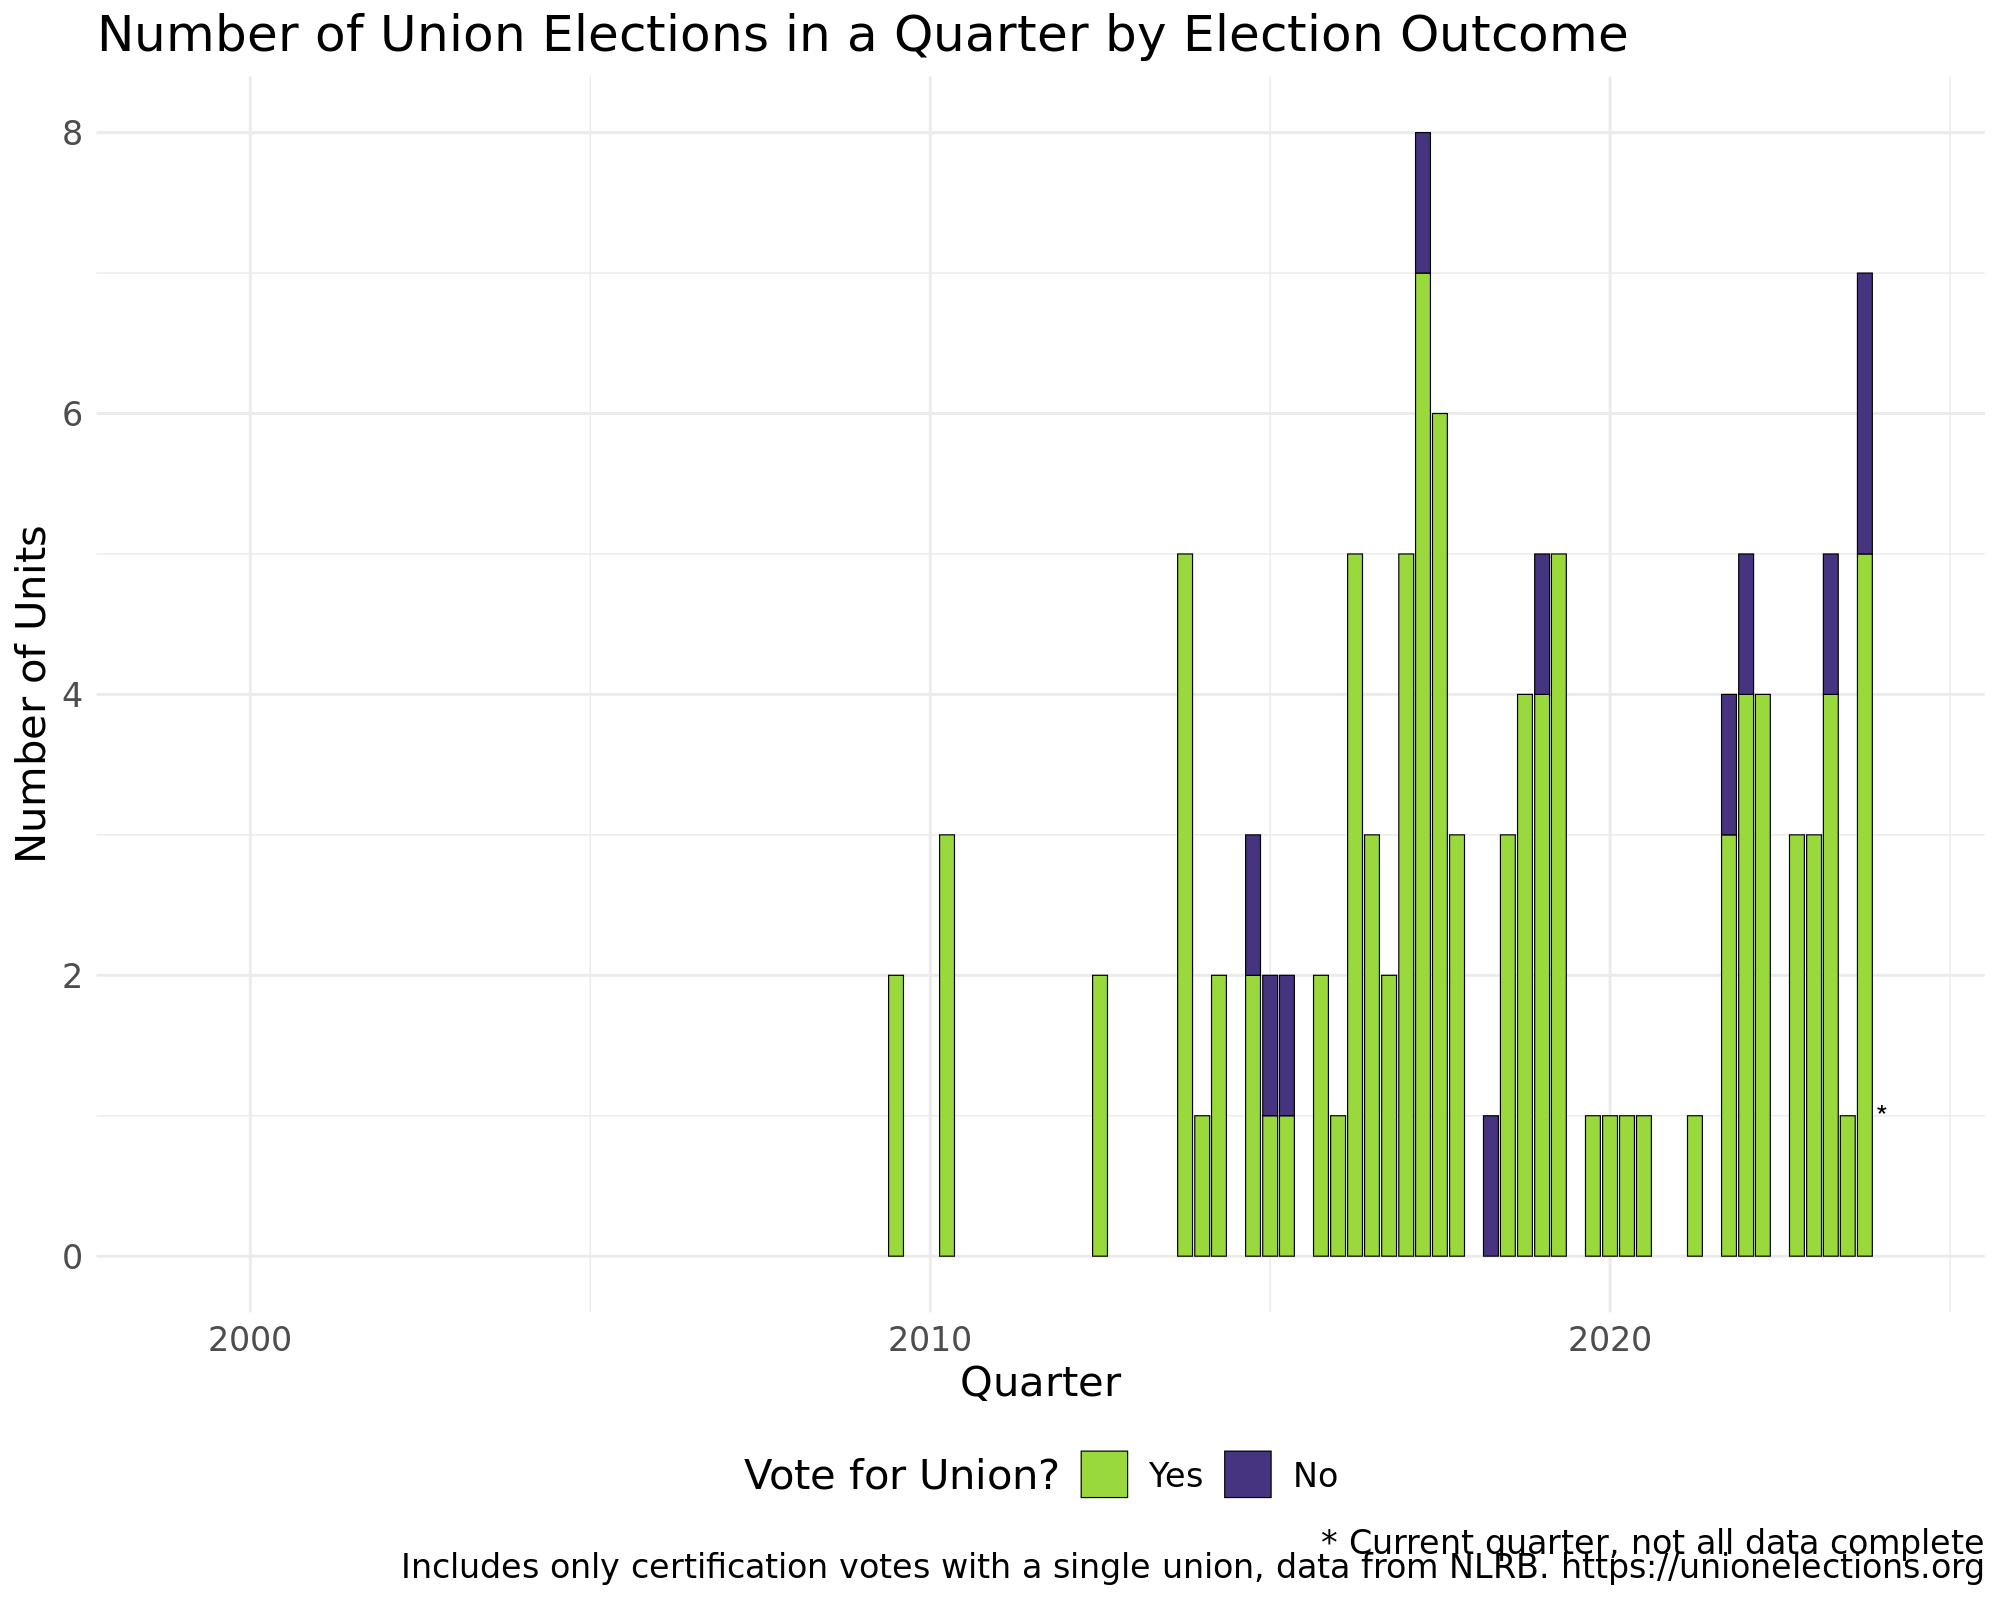 Number of Union Elections in a Quarter by Election Outcome
8
6
4
2
0
Number of Units
*
2000 2010 2020
Quarter
Vote for Union? Yes No
* Current quarter, not all data complete
Includes only certification votes with a single union, data from NLRB. https://unionelections.org